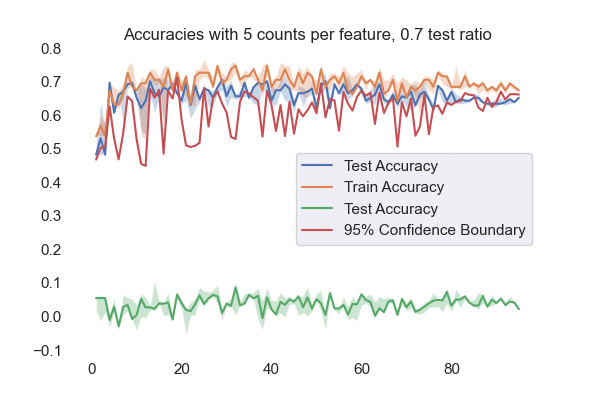 Accuracies with 5 counts per feature, 0.7 test ratio
0.8
0.7
0.6
0.5
0.4
0.3
0.2
0.1
0.0
−0.1
Test Accuracy
Train Accuracy
Test Accuracy
95% Confidence Boundary
0 20 40 60 80